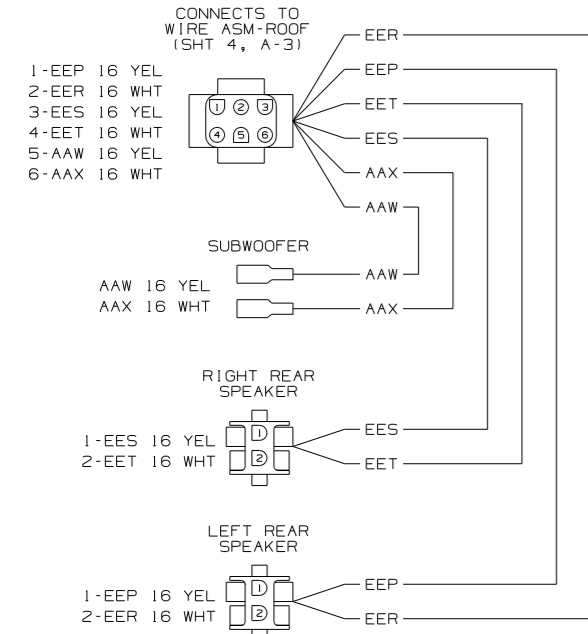 CONNECTS TO
WIRE ASM-ROOF
(SHT 4, A-3)
1-EEP 16 YEL
2-EER 16 WHT
3-EES 16 YEL
4-EET 16 WHT
5-AAW 16 YEL
6-AAX 16 WHT
1 2 3
4 5 6
EER
EEP
EET
EES
AAX
AAW
SUBWOOFER
AAW 16 YEL
AAX 16 WHT
AAW
AAX
RIGHT REAR
SPEAKER
1-EES 16 YEL
2-EET 16 WHT
1
2
EES
EET
LEFT REAR
SPEAKER
1-EEP 16 YEL
2-EER 16 WHT
1
2
EEP
EER